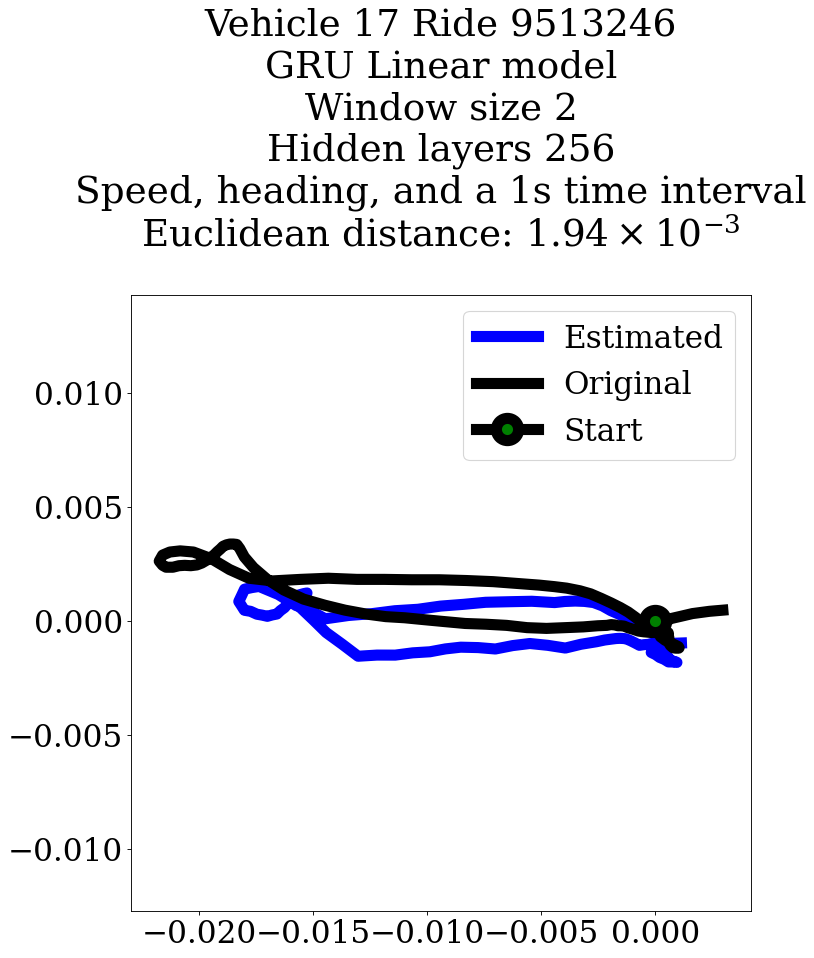 Vehicle 17 Ride 9513246
GRU Linear model
Window size 2
Hidden layers 256
Speed, heading, and a 1s time interval
Euclidean distance: 1.94 × 10⁻³
Estimated
Original
Start
0.010
0.005
0.000
−0.005
−0.010
−0.020 −0.015 −0.010 −0.005 0.000